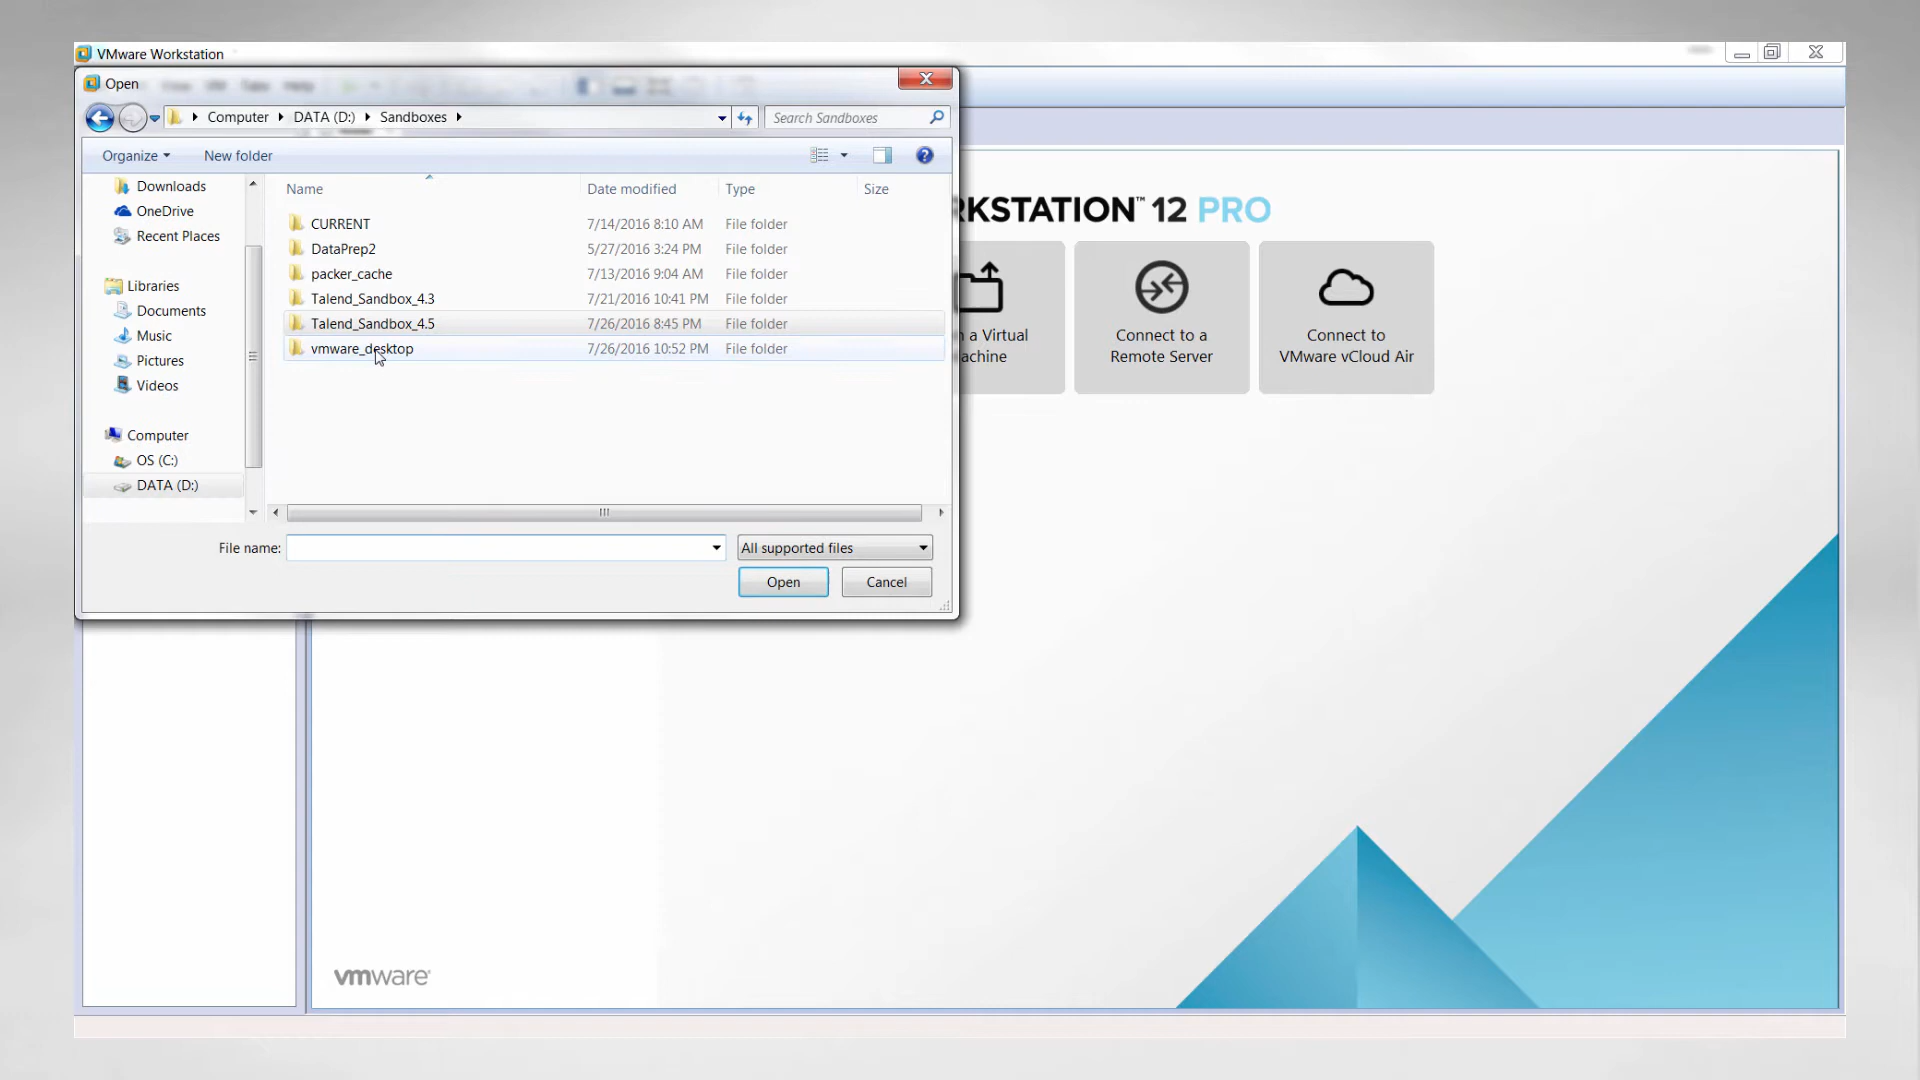 VMware Workstation
Open
Computer
DATA (D:)
Sandboxes
Search Sandboxes
Organize
New folder
Name
Date modified
Type
Size
Downloads
OneDrive
Recent Places
Libraries
Documents
Music
Pictures
Videos
Computer
OS (C:)
DATA (D:)
CURRENT 7/14/2016 8:10 AM File folder
DataPrep2 5/27/2016 3:24 PM File folder
packer_cache 7/13/2016 9:04 AM File folder
Talend_Sandbox_4.3 7/21/2016 10:41 PM File folder
Talend_Sandbox_4.5 7/26/2016 8:45 PM File folder
vmware_desktop 7/26/2016 10:52 PM File folder
File name:
All supported files
Open
Cancel
KSTATION™ 12 PRO
a Virtual
achine
Connect to a
Remote Server
Connect to
VMware vCloud Air
vmware